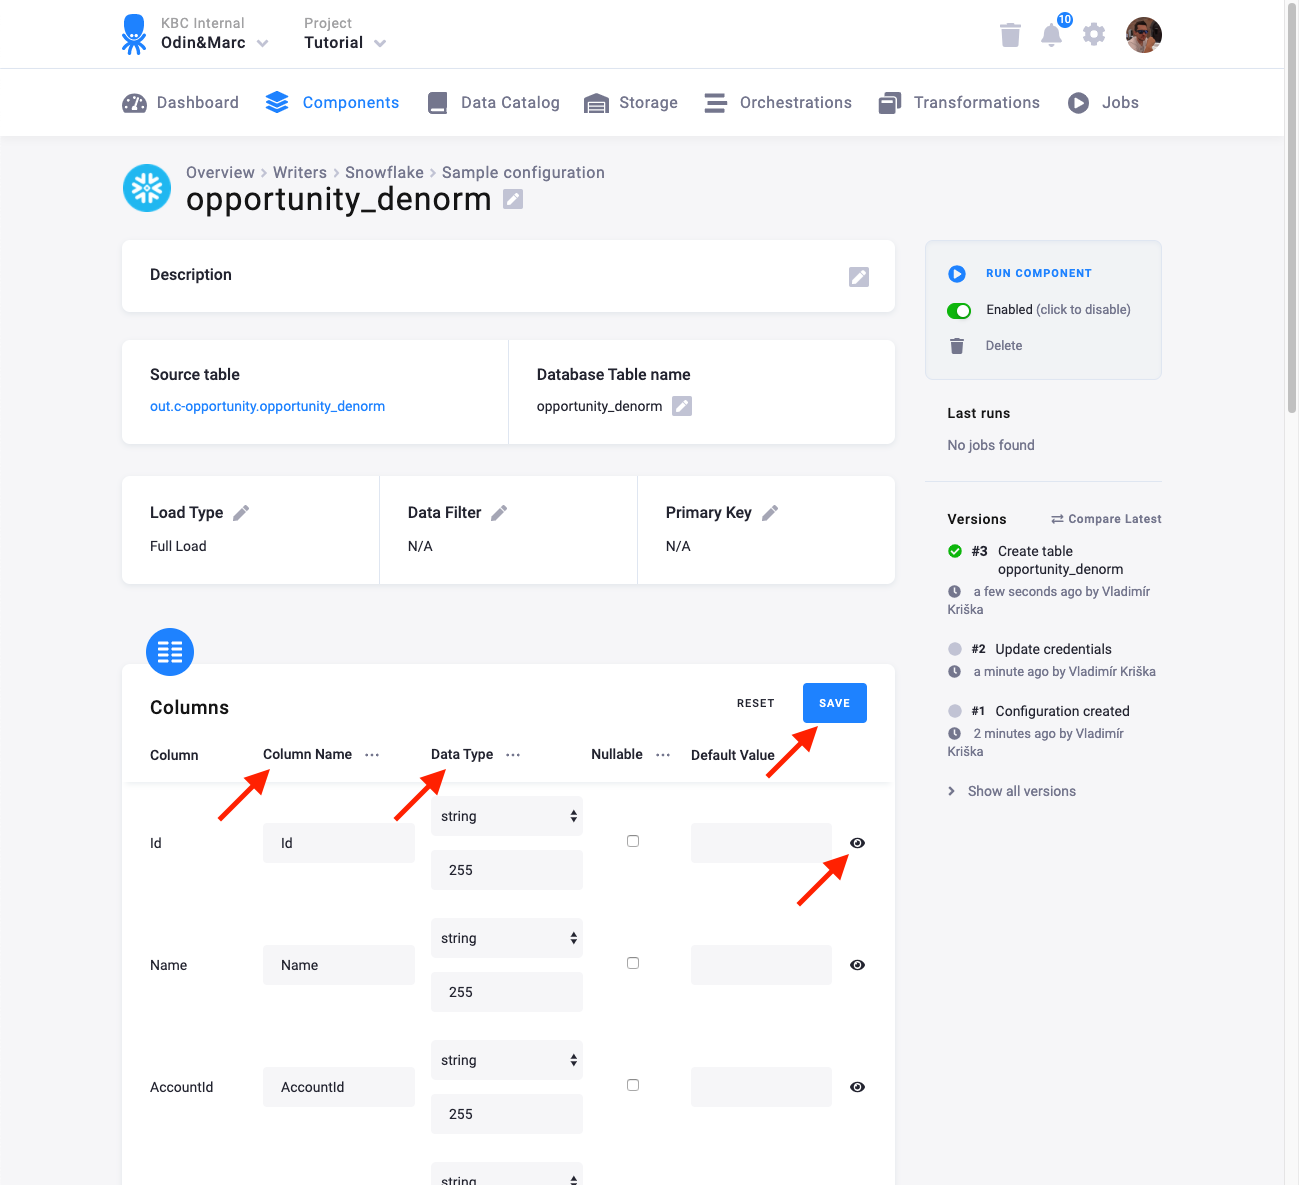 KBC Internal
Odin&Marc
Project
Tutorial
10
Dashboard
Components
Data Catalog
Storage
Orchestrations
Transformations
Jobs
Overview > Writers > Snowflake > Sample configuration
opportunity_denorm
Description
Source table
out.c-opportunity.opportunity_denorm
Database Table name
opportunity_denorm
Load Type
Full Load
Data Filter
N/A
Primary Key
N/A
Columns
RESET
SAVE
Column
Column Name ...
Data Type ...
Nullable ...
Default Value
Id
Id
string
255
Name
Name
string
255
AccountId
AccountId
string
255
string
RUN COMPONENT
Enabled (click to disable)
Delete
Last runs
No jobs found
Versions
Compare Latest
#3 Create table
opportunity_denorm
a few seconds ago by Vladimír
Kriška
#2 Update credentials
a minute ago by Vladimír Kriška
#1 Configuration created
2 minutes ago by Vladimír
Kriška
Show all versions